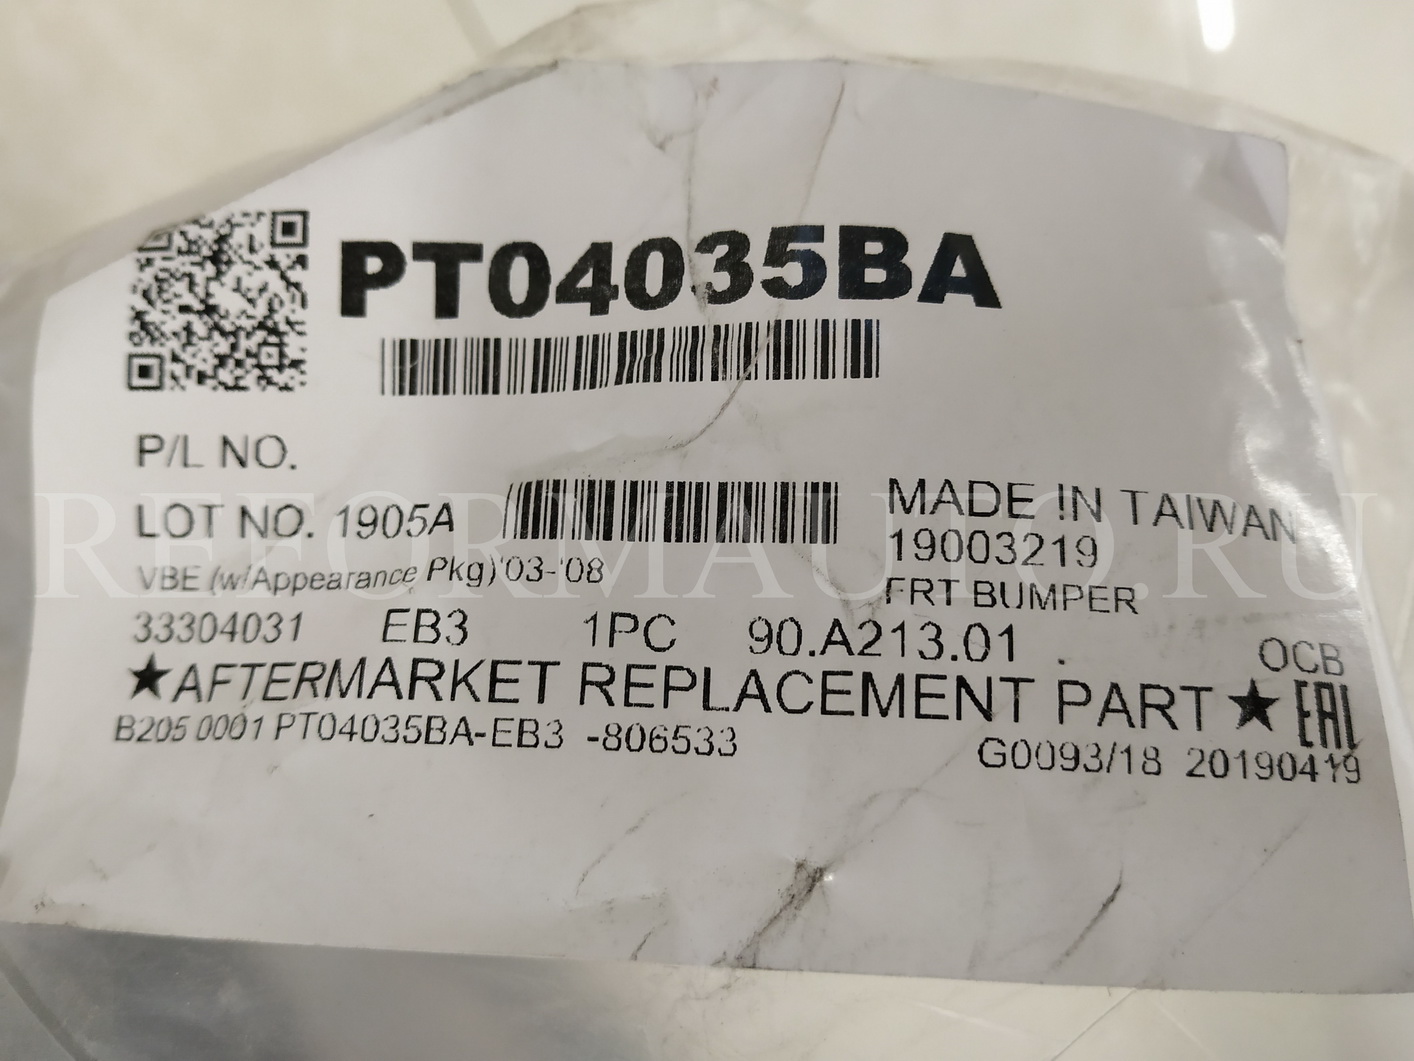 PT04035BA
P/L NO.
LOT NO. 1905A
MADE IN TAIWAN
19003219
VBE (w/Appearance Pkg)'03-'08
FRT BUMPER
33304031 EB3 1PC 90.A213.01 . OCB
★AFTERMARKET REPLACEMENT PART★ EAC
B205 0001 PT04035BA-EB3 -806533
G0093/18 20190419
REFORMAUTO.RU